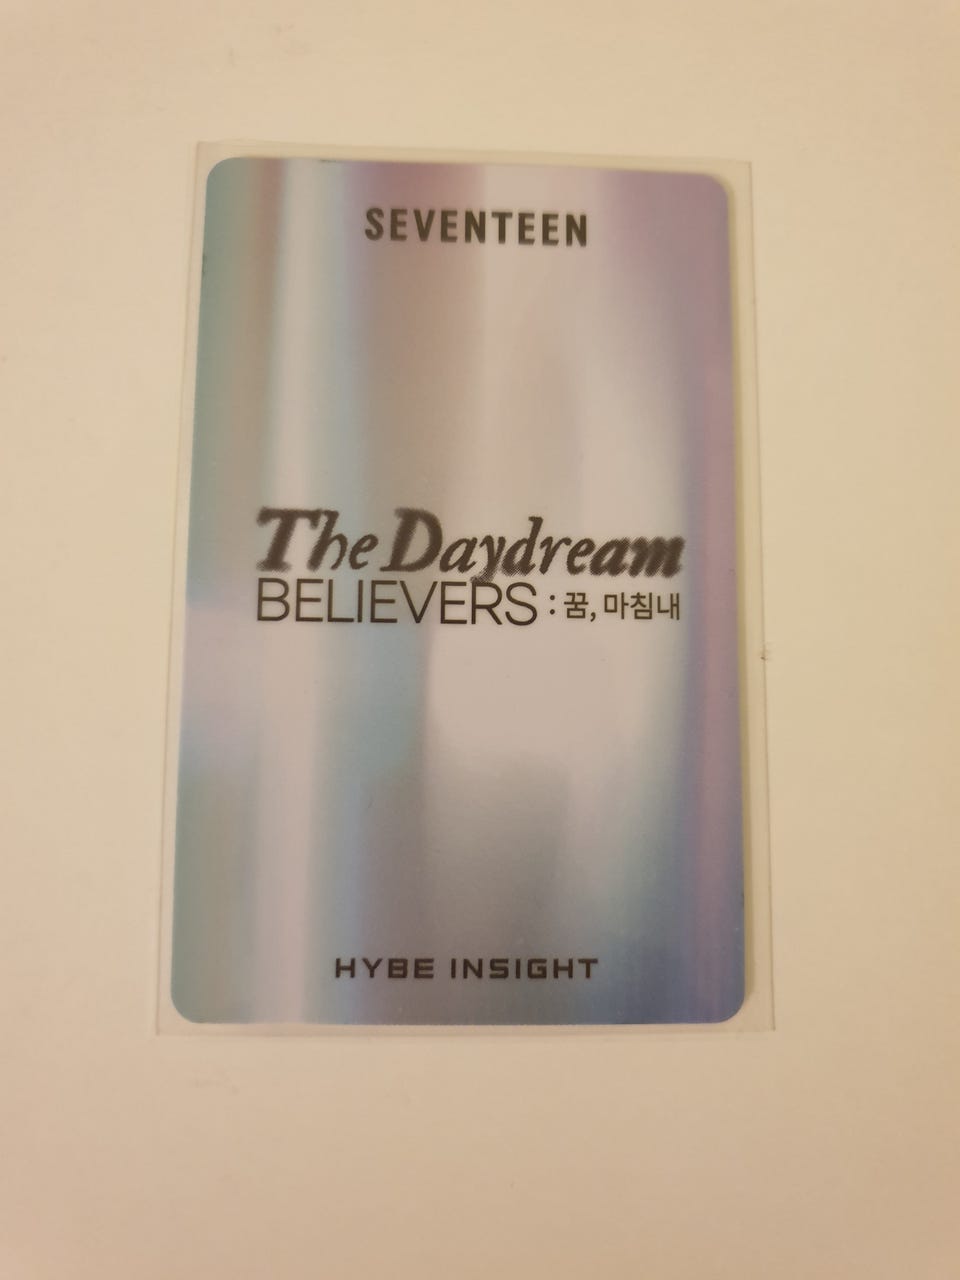 SEVENTEEN
The Daydream
BELIEVERS : 꿈, 마침내
HYBE INSIGHT